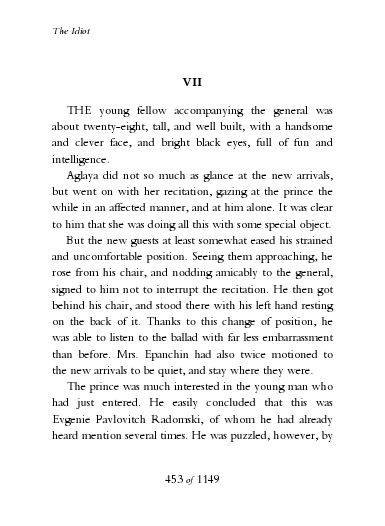 The Idiot
VII
THE young fellow accompanying the general was
about twenty-eight, tall, and well built, with a handsome
and clever face, and bright black eyes, full of fun and
intelligence.
Aglaya did not so much as glance at the new arrivals,
but went on with her recitation, gazing at the prince the
while in an affected manner, and at him alone. It was clear
to him that she was doing all this with some special object.
But the new guests at least somewhat eased his strained
and uncomfortable position. Seeing them approaching, he
rose from his chair, and nodding amicably to the general,
signed to him not to interrupt the recitation. He then got
behind his chair, and stood there with his left hand resting
on the back of it. Thanks to this change of position, he
was able to listen to the ballad with far less embarrassment
than before. Mrs. Epanchin had also twice motioned to
the new arrivals to be quiet, and stay where they were.
The prince was much interested in the young man who
had just entered. He easily concluded that this was
Evgenie Pavlovitch Radomski, of whom he had already
heard mention several times. He was puzzled, however, by
453 of 1149